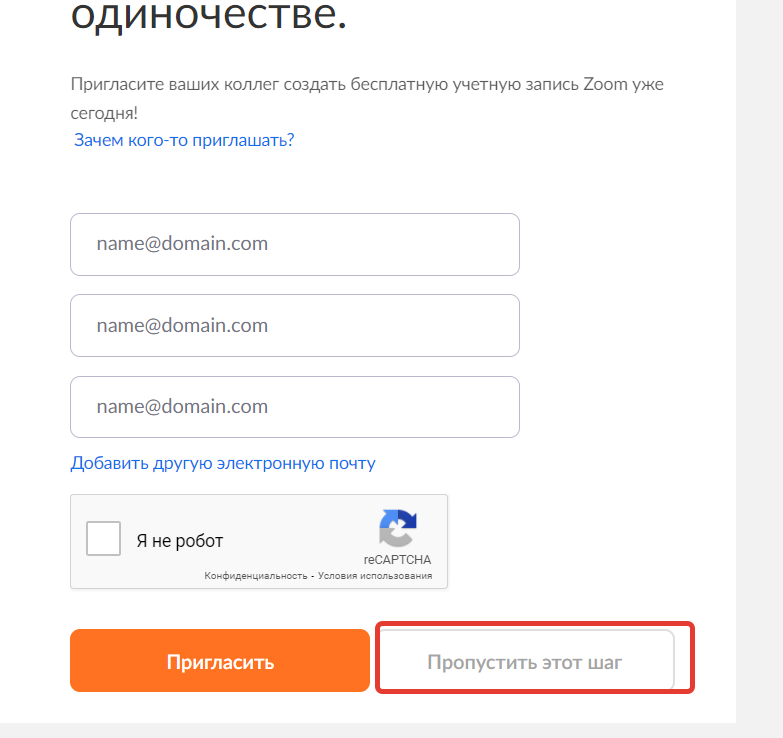 одиночестве.
Пригласите ваших коллег создать бесплатную учетную запись Zoom уже
сегодня!
Зачем кого-то приглашать?
name@domain.com
name@domain.com
name@domain.com
Добавить другую электронную почту
Я не робот
reCAPTCHA
Конфиденциальность - Условия использования
Пригласить
Пропустить этот шаг